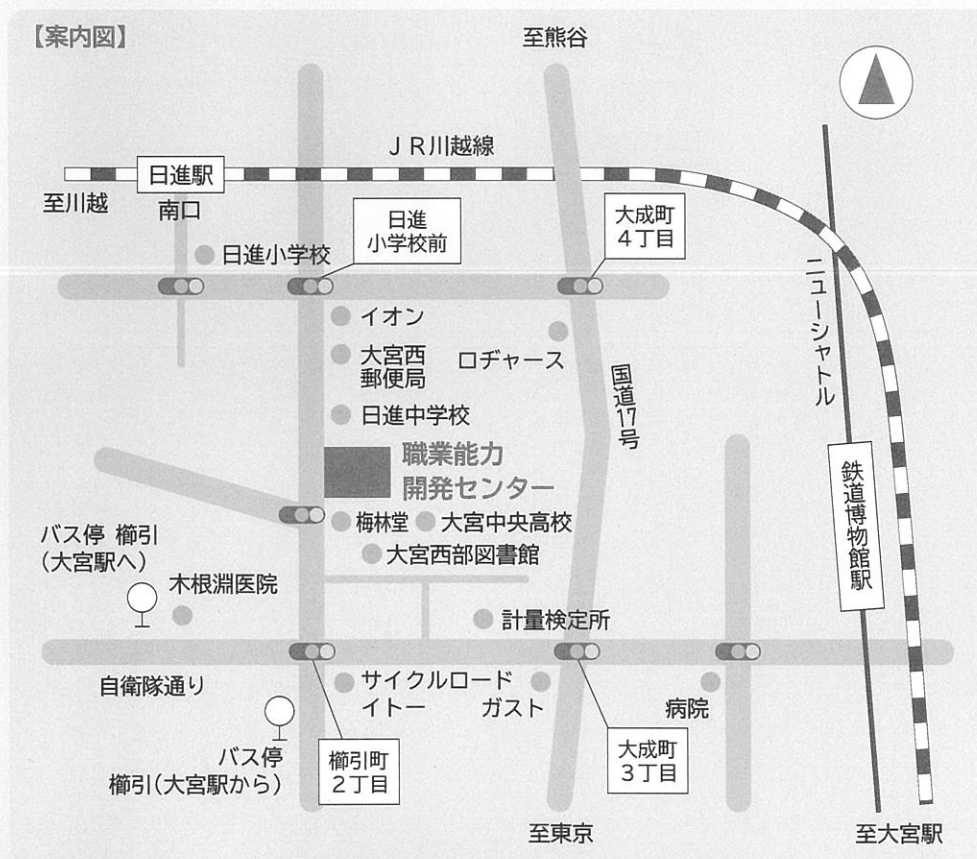 【案内図】
至熊谷
JR川越線
日進駅
至川越
南口
日進
小学校前
大成町
4丁目
日進小学校
ニューシャトル
イオン
大宮西
郵便局
ロヂャース
国道17号
日進中学校
職業能力
開発センター
鉄道博物館駅
梅林堂
大宮中央高校
大宮西部図書館
バス停 櫛引
(大宮駅へ)
木根淵医院
計量検定所
自衛隊通り
サイクルロード
イトー
ガスト
病院
バス停
櫛引(大宮駅から)
櫛引町
2丁目
大成町
3丁目
至東京
至大宮駅